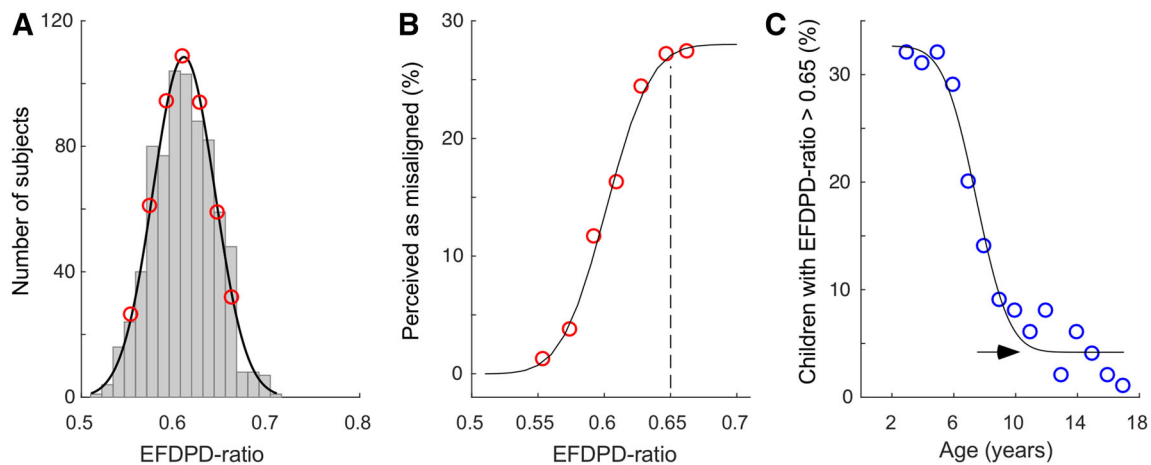 A
Number of subjects
120
80
40
0
0.5
0.6
0.7
0.8
EFDPD-ratio
B
Perceived as misaligned (%)
30
20
10
0
0.5
0.55
0.6
0.65
0.7
EFDPD-ratio
C
Children with EFDPD-ratio > 0.65 (%)
30
20
10
0
2
6
10
14
18
Age (years)